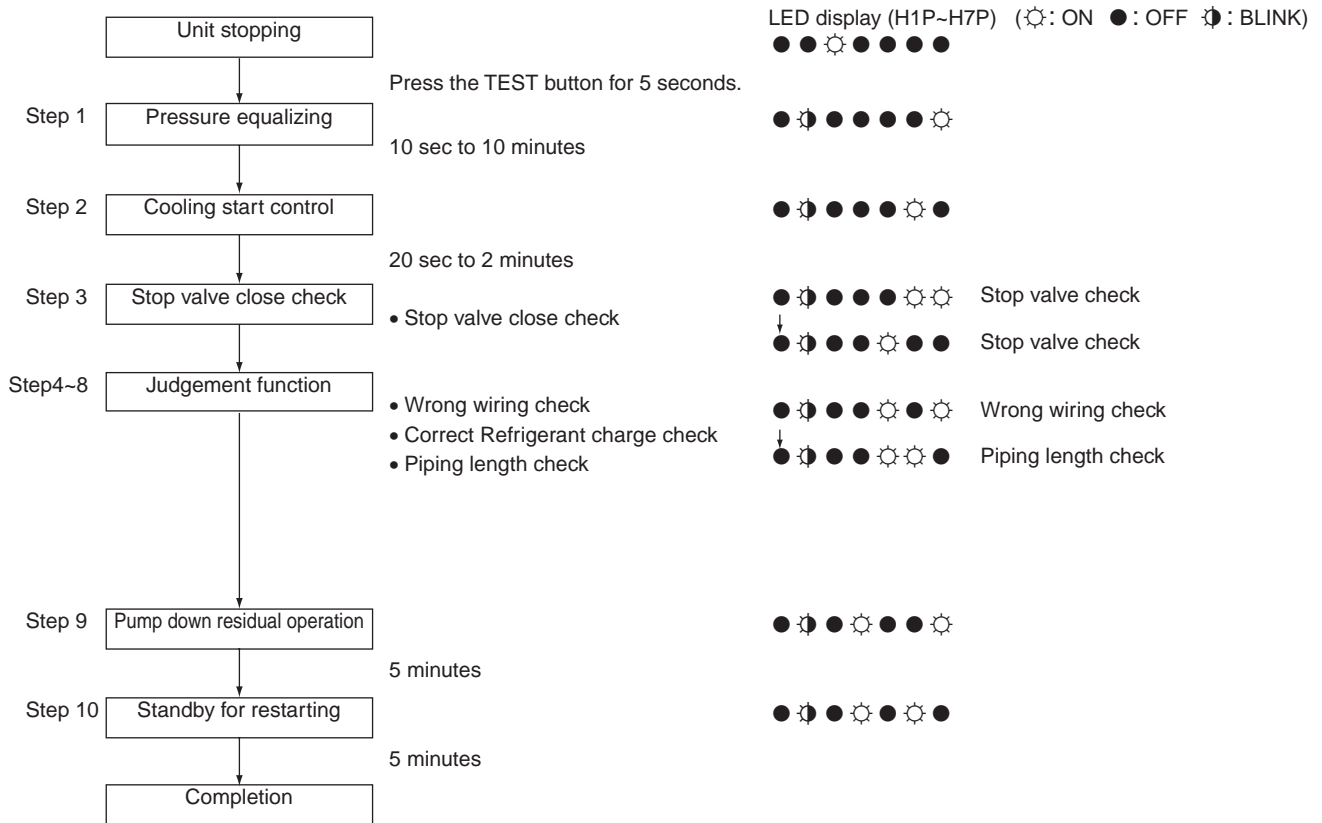 LED display (H1P~H7P) (☼: ON ●: OFF ◐: BLINK)
Unit stopping
●●☼●●●●
Press the TEST button for 5 seconds.
Step 1 Pressure equalizing
●◐●●●●☼
10 sec to 10 minutes
Step 2 Cooling start control
●◐●●●☼●
20 sec to 2 minutes
Step 3 Stop valve close check
●◐●●●☼☼ Stop valve check
• Stop valve close check
●◐●●☼●● Stop valve check
Step4~8 Judgement function
• Wrong wiring check
●◐●●☼●☼ Wrong wiring check
• Correct Refrigerant charge check
• Piping length check
●◐●●☼☼● Piping length check
Step 9 Pump down residual operation
●◐●☼●●☼
5 minutes
Step 10 Standby for restarting
●◐●☼●☼●
5 minutes
Completion